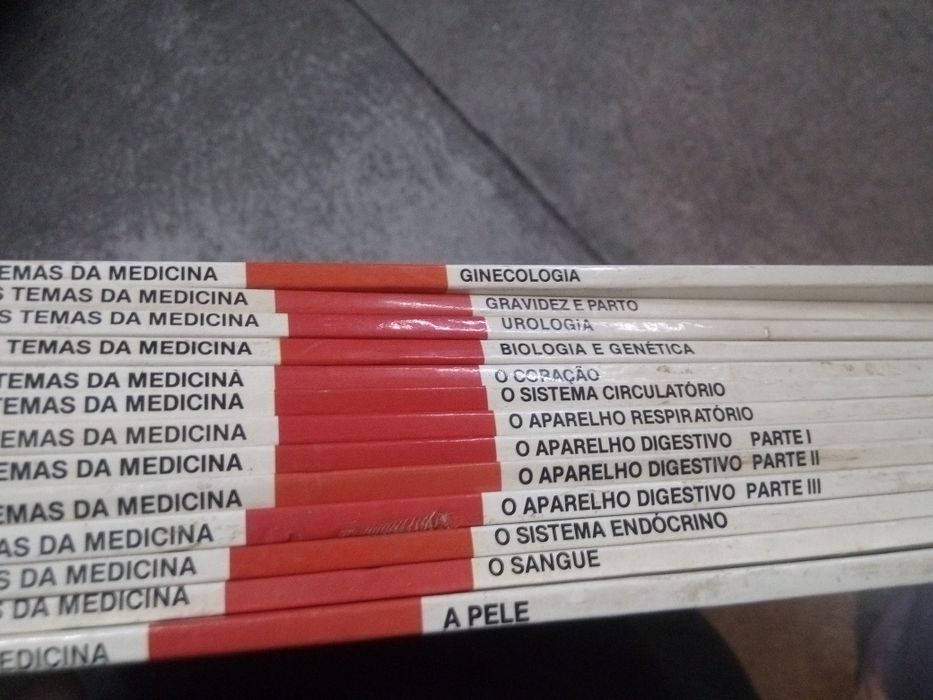 EMAS DA MEDICINA GINECOLOGIA
S TEMAS DA MEDICINA GRAVIDEZ E PARTO
S TEMAS DA MEDICINA UROLOGIA
TEMAS DA MEDICINA BIOLOGIA E GENÉTICA
TEMAS DA MEDICINA O CORAÇÃO
TEMAS DA MEDICINA O SISTEMA CIRCULATÓRIO
EMAS DA MEDICINA O APARELHO RESPIRATÓRIO
EMAS DA MEDICINA O APARELHO DIGESTIVO PARTE I
EMAS DA MEDICINA O APARELHO DIGESTIVO PARTE II
AS DA MEDICINA O APARELHO DIGESTIVO PARTE III
S DA MEDICINA O SISTEMA ENDÓCRINO
S DA MEDICINA O SANGUE
EDICINA A PELE